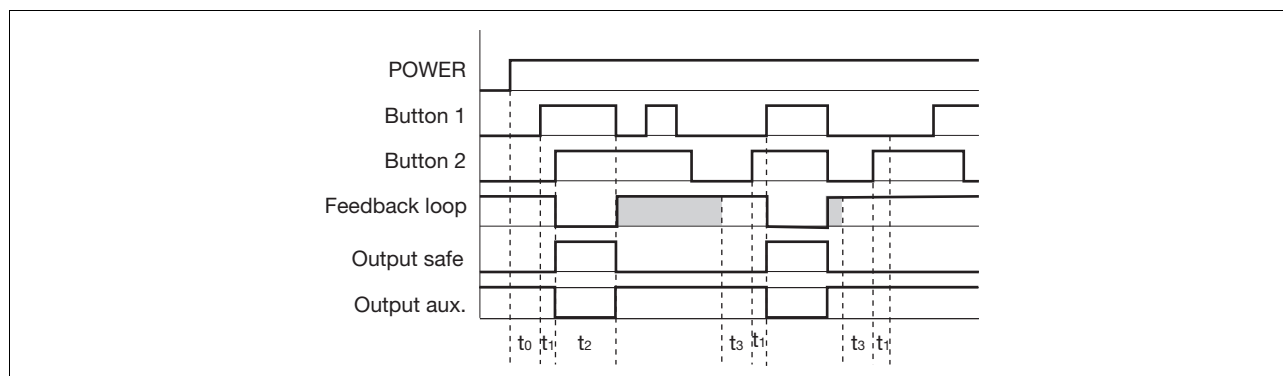 POWER
Button 1
Button 2
Feedback loop
Output safe
Output aux.
t0 t1 t2 t3 t1 t3 t1